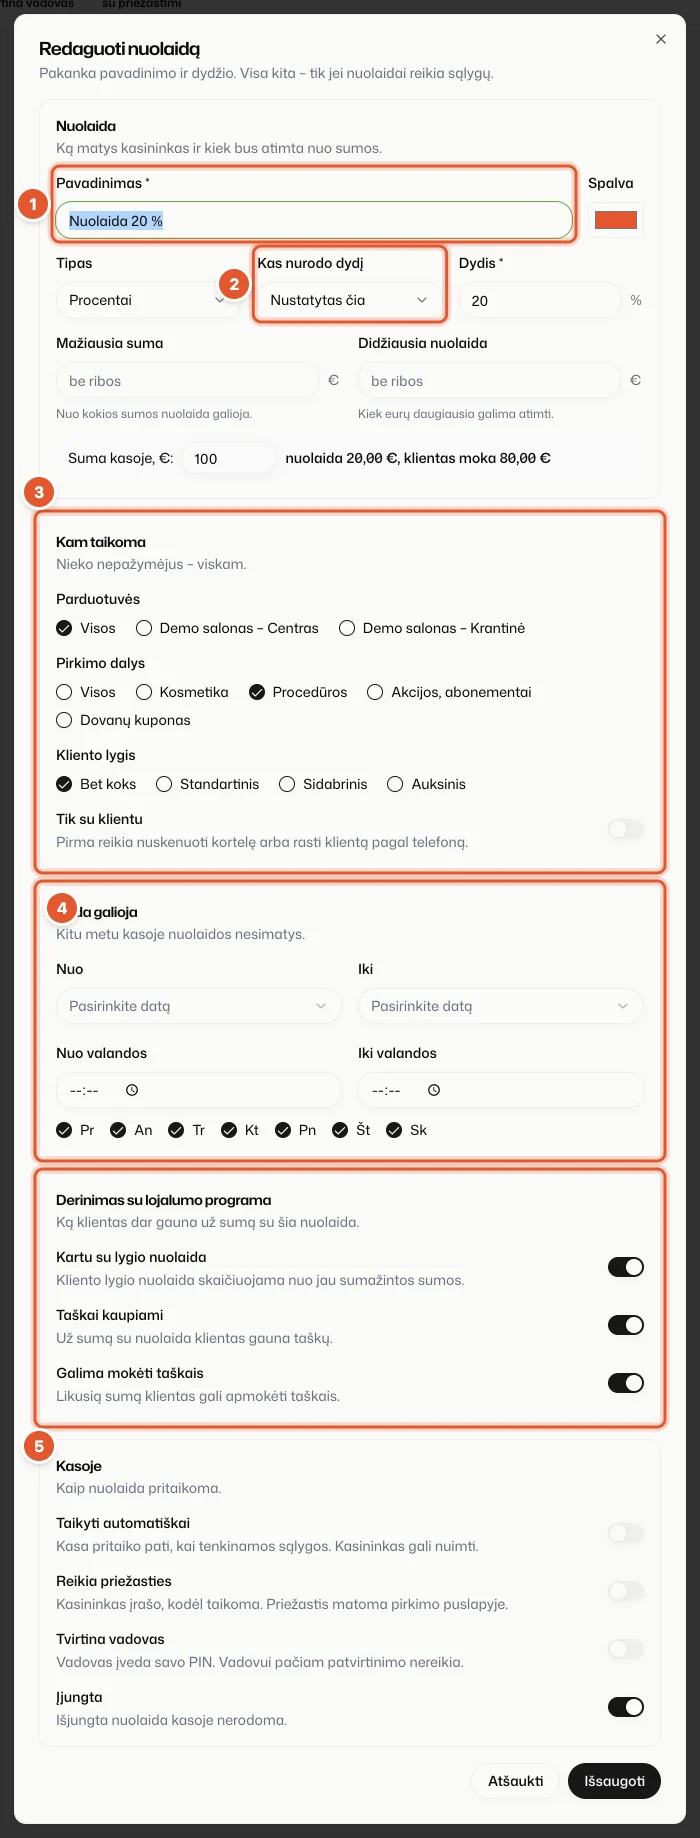 rtina vadovas su priežastimi
Redaguoti nuolaidą
Pakanka pavadinimo ir dydžio. Visa kita – tik jei nuolaidai reikia sąlygų.
Nuolaida
Ką matys kasininkas ir kiek bus atimta nuo sumos.
Pavadinimas * Spalva
1
Nuolaida 20 %
Tipas Kas nurodo dydį Dydis *
2
Procentai Nustatytas čia 20 %
Mažiausia suma Didžiausia nuolaida
be ribos € be ribos €
Nuo kokios sumos nuolaida galioja. Kiek eurų daugiausia galima atimti.
Suma kasoje, €: 100 nuolaida 20,00 €, klientas moka 80,00 €
3
Kam taikoma
Nieko nepažymėjus – viskam.
Parduotuvės
Visos Demo salonas – Centras Demo salonas – Krantinė
Pirkimo dalys
Visos Kosmetika Procedūros Akcijos, abonementai
Dovanų kuponas
Kliento lygis
Bet koks Standartinis Sidabrinis Auksinis
Tik su klientu
Pirma reikia nuskenuoti kortelę arba rasti klientą pagal telefoną.
4 da galioja
Kitu metu kasoje nuolaidos nesimatys.
Nuo Iki
Pasirinkite datą Pasirinkite datą
Nuo valandos Iki valandos
--:-- --:--
Pr An Tr Kt Pn Št Sk
Derinimas su lojalumo programa
Ką klientas dar gauna už sumą su šia nuolaida.
Kartu su lygio nuolaida
Kliento lygio nuolaida skaičiuojama nuo jau sumažintos sumos.
Taškai kaupiami
Už sumą su nuolaida klientas gauna taškų.
Galima mokėti taškais
Likusią sumą klientas gali apmokėti taškais.
5
Kasoje
Kaip nuolaida pritaikoma.
Taikyti automatiškai
Kasa pritaiko pati, kai tenkinamos sąlygos. Kasininkas gali nuimti.
Reikia priežasties
Kasininkas įrašo, kodėl taikoma. Priežastis matoma pirkimo puslapyje.
Tvirtina vadovas
Vadovas įveda savo PIN. Vadovui pačiam patvirtinimo nereikia.
Įjungta
Išjungta nuolaida kasoje nerodoma.
Atšaukti Išsaugoti